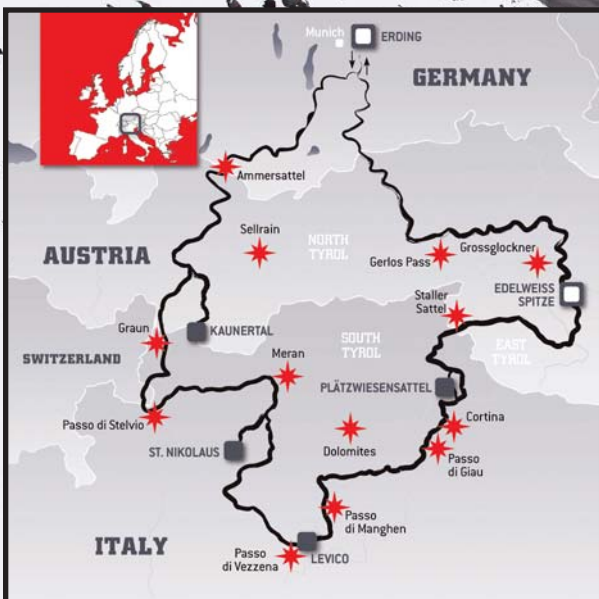 Munich
ERDING
GERMANY
Ammersattel
Sellrain
NORTH
TYROL
AUSTRIA
Gerlos Pass
Grossglockner
EDELWEISS
SPITZE
Staller
Sattel
Graun
KAUNERTAL
SOUTH
TYROL
EAST
TYROL
SWITZERLAND
Meran
PLÄTZWIESENSATTEL
Passo di Stelvio
Cortina
ST. NIKOLAUS
Dolomites
Passo
di Giau
Passo
di Manghen
ITALY
Passo
di Vezzena
LEVICO